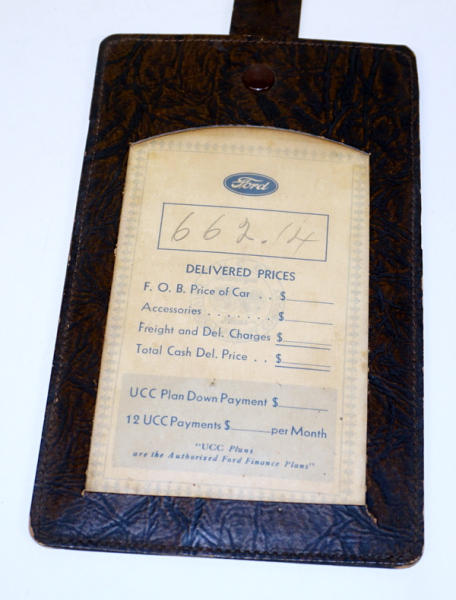 Ford
662.14
DELIVERED PRICES
F. O. B. Price of Car . . $
Accessories . . . . . . . $
Freight and Del. Charges $
Total Cash Del. Price . . $
UCC Plan Down Payment $
12 UCC Payments $ per Month
"UCC Plans
are the Authorized Ford Finance Plans"